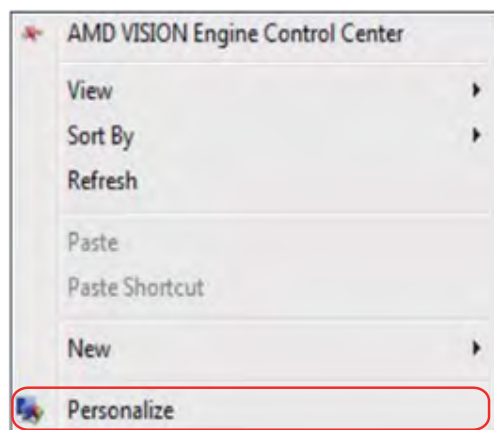 AMD VISION Engine Control Center
View
Sort By
Refresh
Paste
Paste Shortcut
New
Personalize